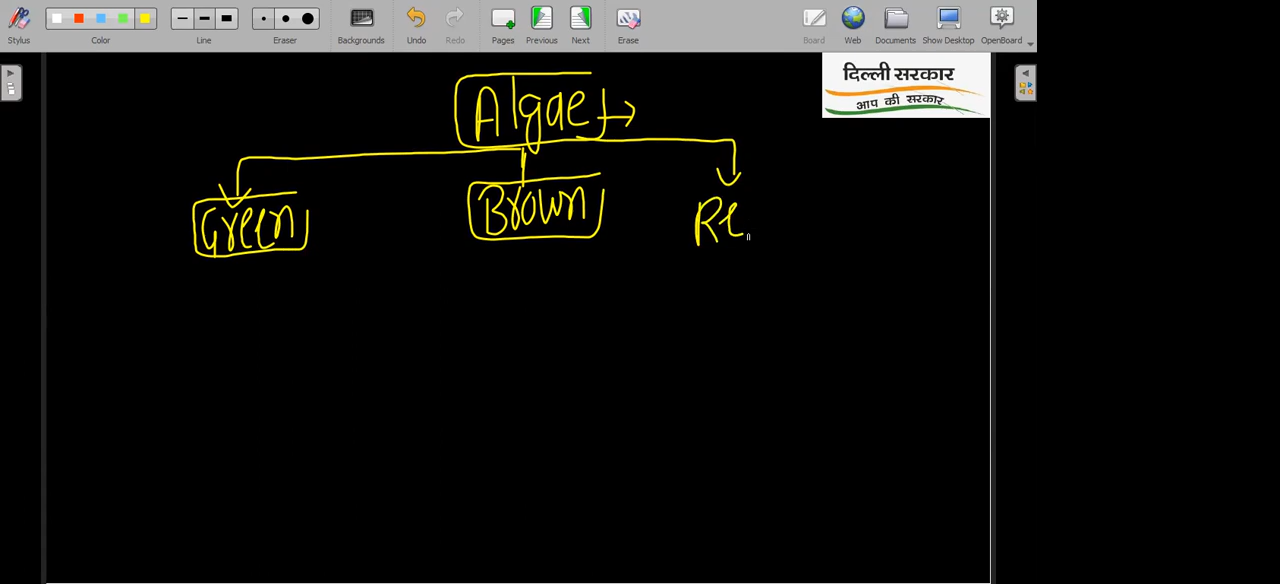 Stylus Color Line Eraser Backgrounds Undo Redo Pages Previous Next Erase Board Web Documents Show Desktop OpenBoard
दिल्ली सरकार
आप की सरकार
Algae
Green Brown Re